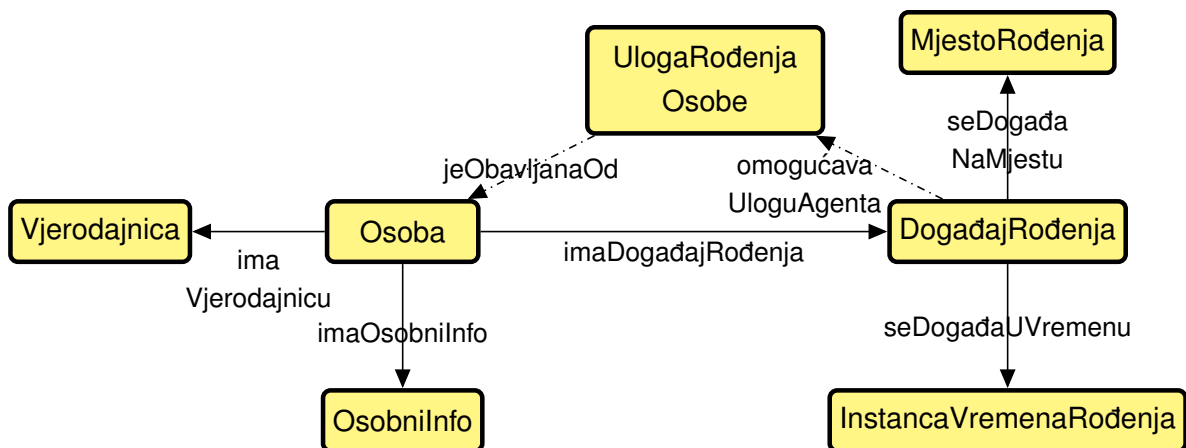 UlogaRođenja
Osobe
MjestoRođenja
seDogađa
NaMjestu
jeObavljanaOd
omogućava
UloguAgenta
Vjerodajnica
Osoba
DogađajRođenja
ima
Vjerodajnicu
imaDogađajRođenja
imaOsobniInfo
seDogađaUVremenu
OsobniInfo
InstancaVremenaRođenja